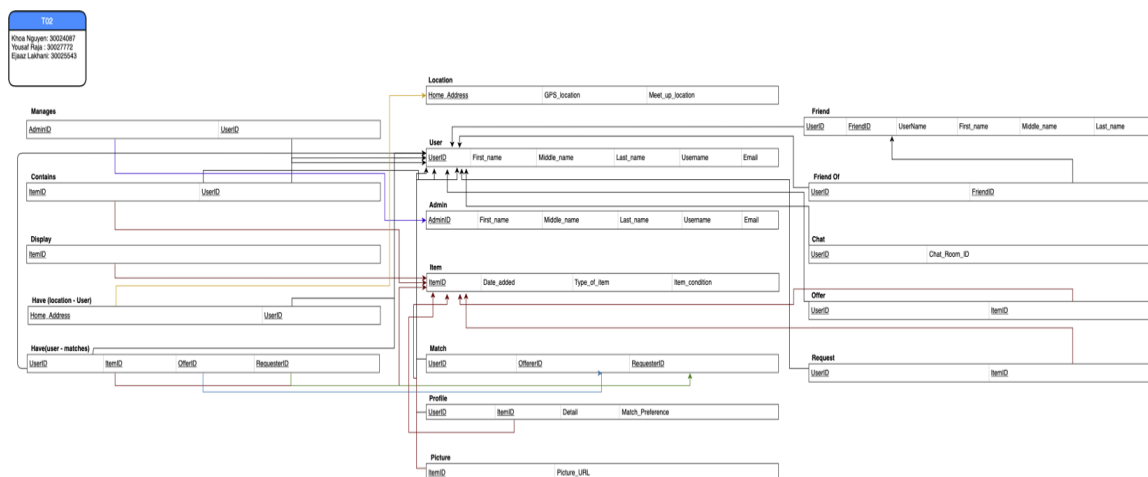 T02
Khoa Nguyen: 30024087
Yousaf Raja : 30027772
Ejaaz Lakhani: 30025543
Manages
AdminID UserID
Contains
ItemID UserID
Display
ItemID
Have (location - User)
Home_Address UserID
Have(user - matches)
UserID ItemID OfferID RequesterID
Location
Home_Address GPS_location Meet_up_location
User
UserID First_name Middle_name Last_name Username Email
Admin
AdminID First_name Middle_name Last_name Username Email
Item
ItemID Date_added Type_of_item Item_condition
Match
UserID OffererID RequesterID
Profile
UserID ItemID Detail Match_Preference
Picture
ItemID Picture_URL
Friend
UserID FriendID UserName First_name Middle_name Last_name
Friend Of
UserID FriendID
Chat
UserID Chat_Room_ID
Offer
UserID ItemID
Request
UserID ItemID